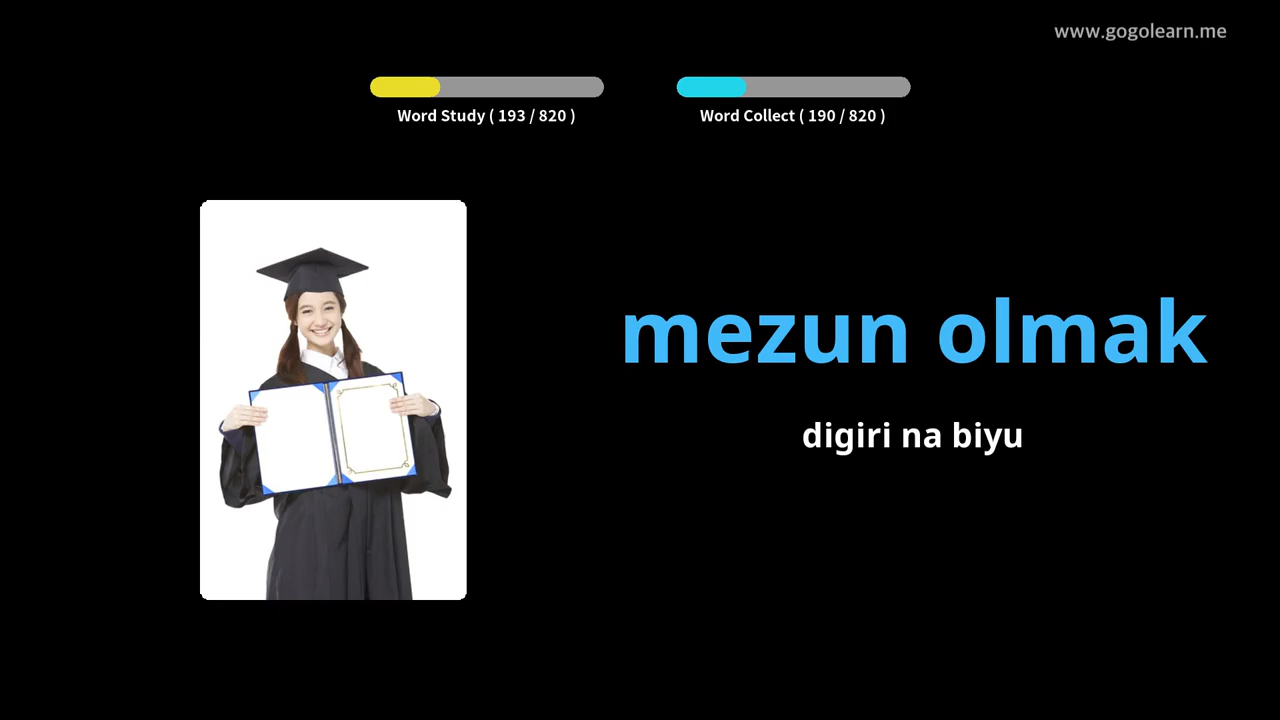 www.gogolearn.me
Word Study ( 193 / 820 )
Word Collect ( 190 / 820 )
mezun olmak
digiri na biyu